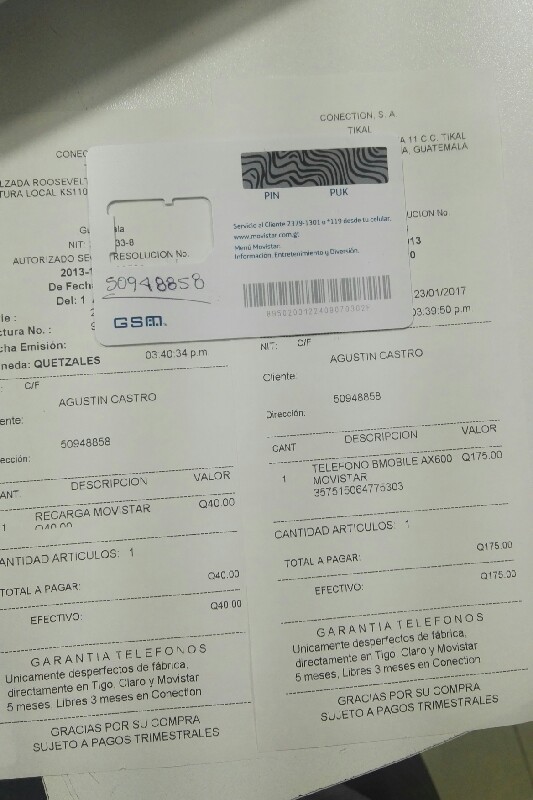 CONECTION, S. A
TIKAL
A 11 C.C. TIKAL
A. GUATEMALA
CONEC
LZADA ROOSEVELT
TURA LOCAL KS110
PIN PUK
Servicio al Cliente 2379-1301 o *119 desde tu celular.
www.movistar.com.gt
Menú Movistar.
Información, Entretenimiento y Diversión.
50948858
GSM
NIT:
RESOLUCION No.
AUTORIZADO SE
2013-1
De Fech
Del: 1
ctura No. :
cha Emisión:
neda: QUETZALES
03:40:34 p.m
C/F
AGUSTIN CASTRO
ente:
50948858
ección:
ANT. DESCRIPCION VALOR
1 RECARGA MOVISTAR Q40.00
Q40.00
ANTIDAD ARTICULOS: 1
TOTAL A PAGAR: Q40.00
EFECTIVO: Q40.00
GARANTIA TELEFONOS
Unicamente desperfectos de fábrica,
directamente en Tigo, Claro y Movistar
5 meses, Libres 3 meses en Conection
GRACIAS POR SU COMPRA
SUJETO A PAGOS TRIMESTRALES
UCION No
23/01/2017
03:39:50 p.m
NIT: C/F
AGUSTIN CASTRO
Cliente:
50948858
Dirección:
CANT DESCRIPCION VALOR
1 TELEFONO BMOBILE AX600 Q175.00
MOVISTAR
357515064775303
CANTIDAD ARTICULOS: 1
TOTAL A PAGAR: Q175.00
EFECTIVO: Q175.00
GARANTIA TELEFONOS
Unicamente desperfectos de fábrica,
directamente en Tigo, Claro y Movistar
5 meses, Libres 3 meses en Conection
GRACIAS POR SU COMPRA
SUJETO A PAGOS TRIMESTRALES